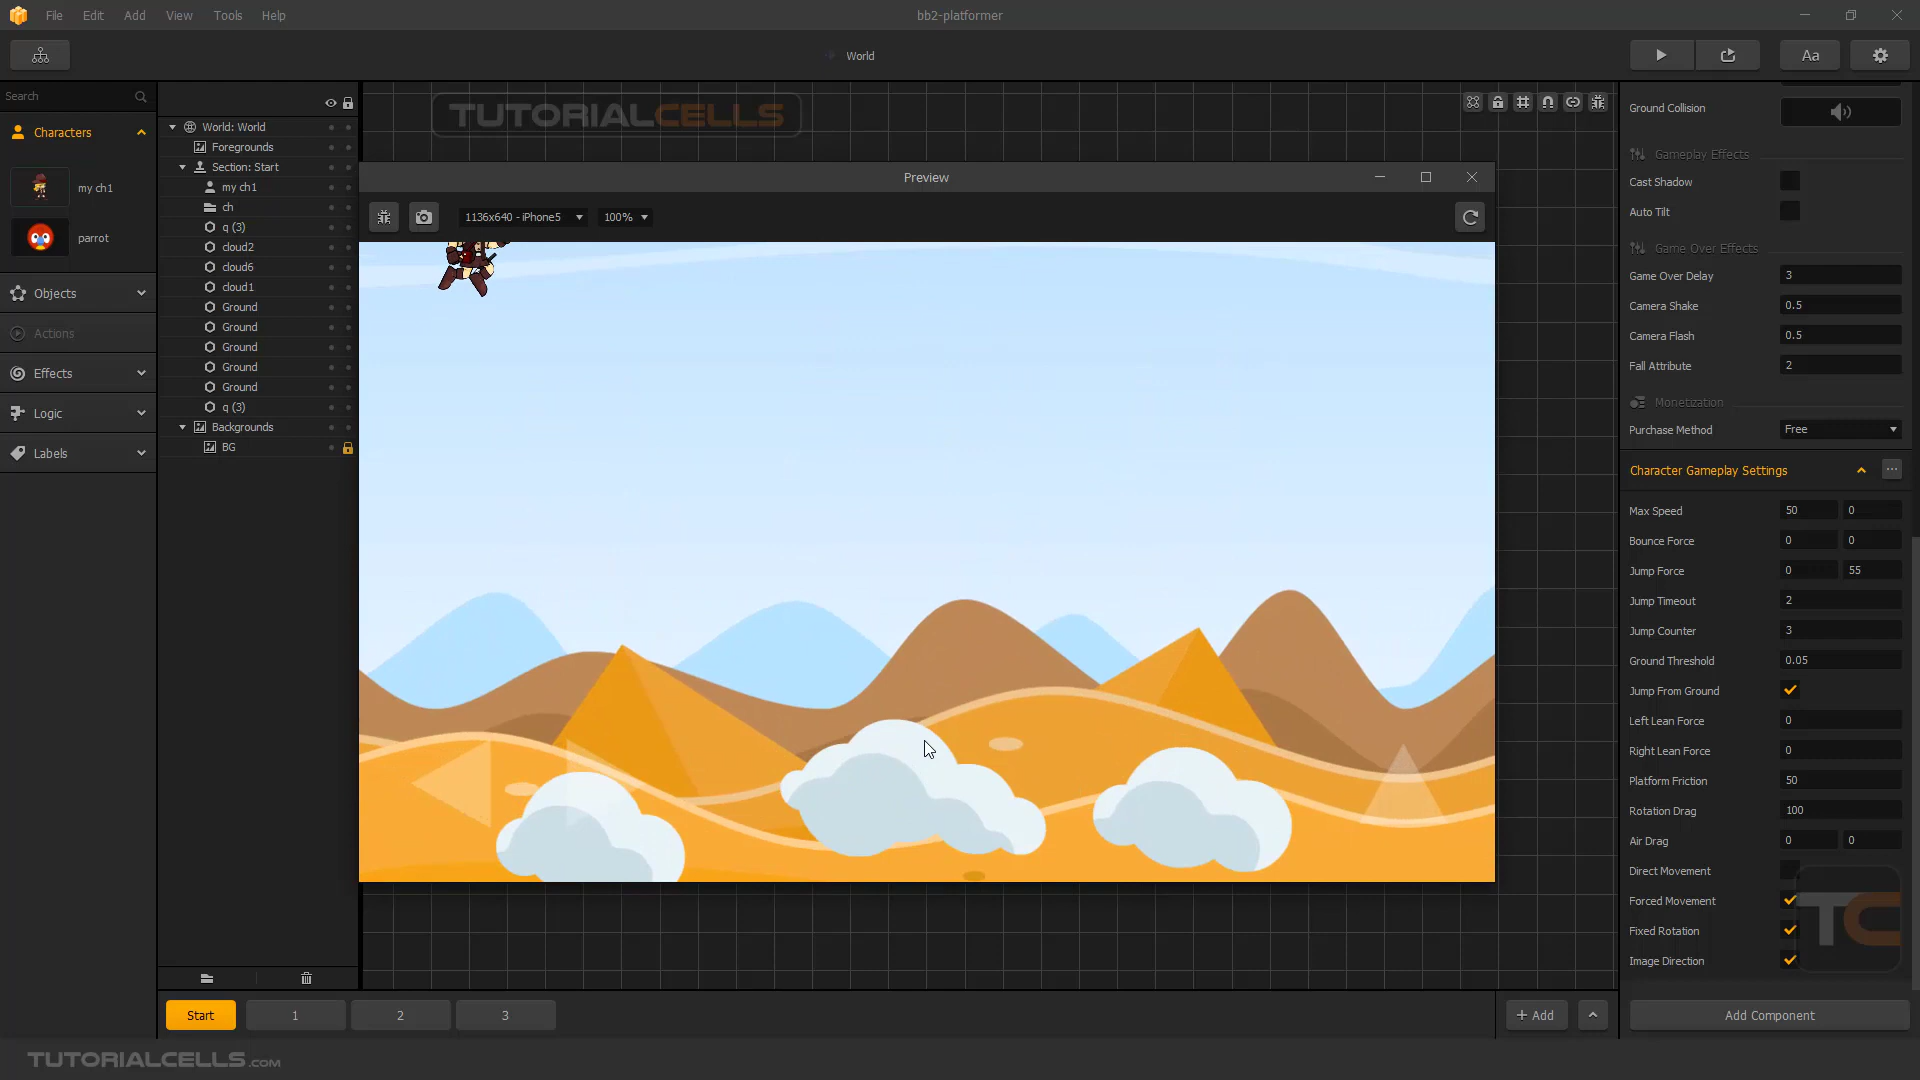 File Edit Add View Tools Help
bb2-platformer
World
Aa
Search
Characters
my ch1
parrot
Objects
Actions
Effects
Logic
Labels
World: World
Foregrounds
Section: Start
my ch1
ch
q (3)
cloud2
cloud6
cloud1
Ground
Ground
Ground
Ground
Ground
q (3)
Backgrounds
BG
TUTORIALCELLS
Preview
1136x640 - iPhone5 100%
Ground Collision
Gameplay Effects
Cast Shadow
Auto Tilt
Game Over Effects
Game Over Delay 3
Camera Shake 0.5
Camera Flash 0.5
Fall Attribute 2
Monetization
Purchase Method Free
Character Gameplay Settings
Max Speed 50 0
Bounce Force 0 0
Jump Force 0 55
Jump Timeout 2
Jump Counter 3
Ground Threshold 0.05
Jump From Ground
Left Lean Force 0
Right Lean Force 0
Platform Friction 50
Rotation Drag 100
Air Drag 0 0
Direct Movement
Forced Movement
Fixed Rotation
Image Direction
TC
Start 1 2 3
+ Add
Add Component
TUTORIALCELLS.COM